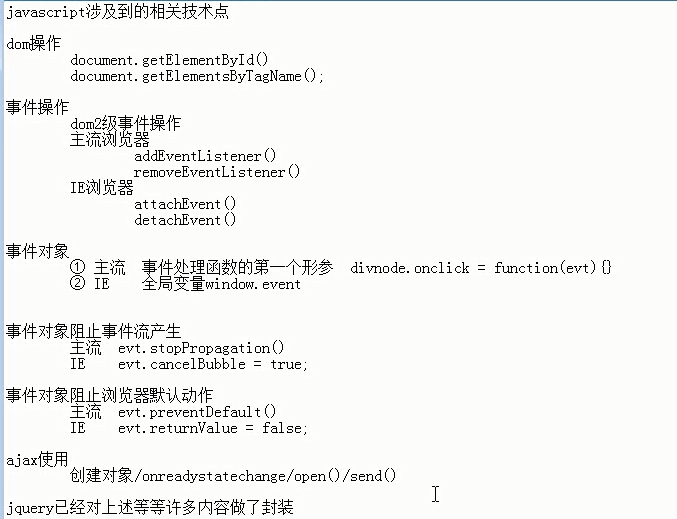 javascript涉及到的相关技术点
dom操作
document.getElementById()
document.getElementsByTagName();
事件操作
dom2级事件操作
主流浏览器
addEventListener()
removeEventListener()
IE浏览器
attachEvent()
detachEvent()
事件对象
① 主流 事件处理函数的第一个形参 divnode.onclick = function(evt){}
② IE 全局变量window.event
事件对象阻止事件流产生
主流 evt.stopPropagation()
IE evt.cancelBubble = true;
事件对象阻止浏览器默认动作
主流 evt.preventDefault()
IE evt.returnValue = false;
ajax使用
创建对象/onreadystatechange/open()/send()
jquery已经对上述等等许多内容做了封装